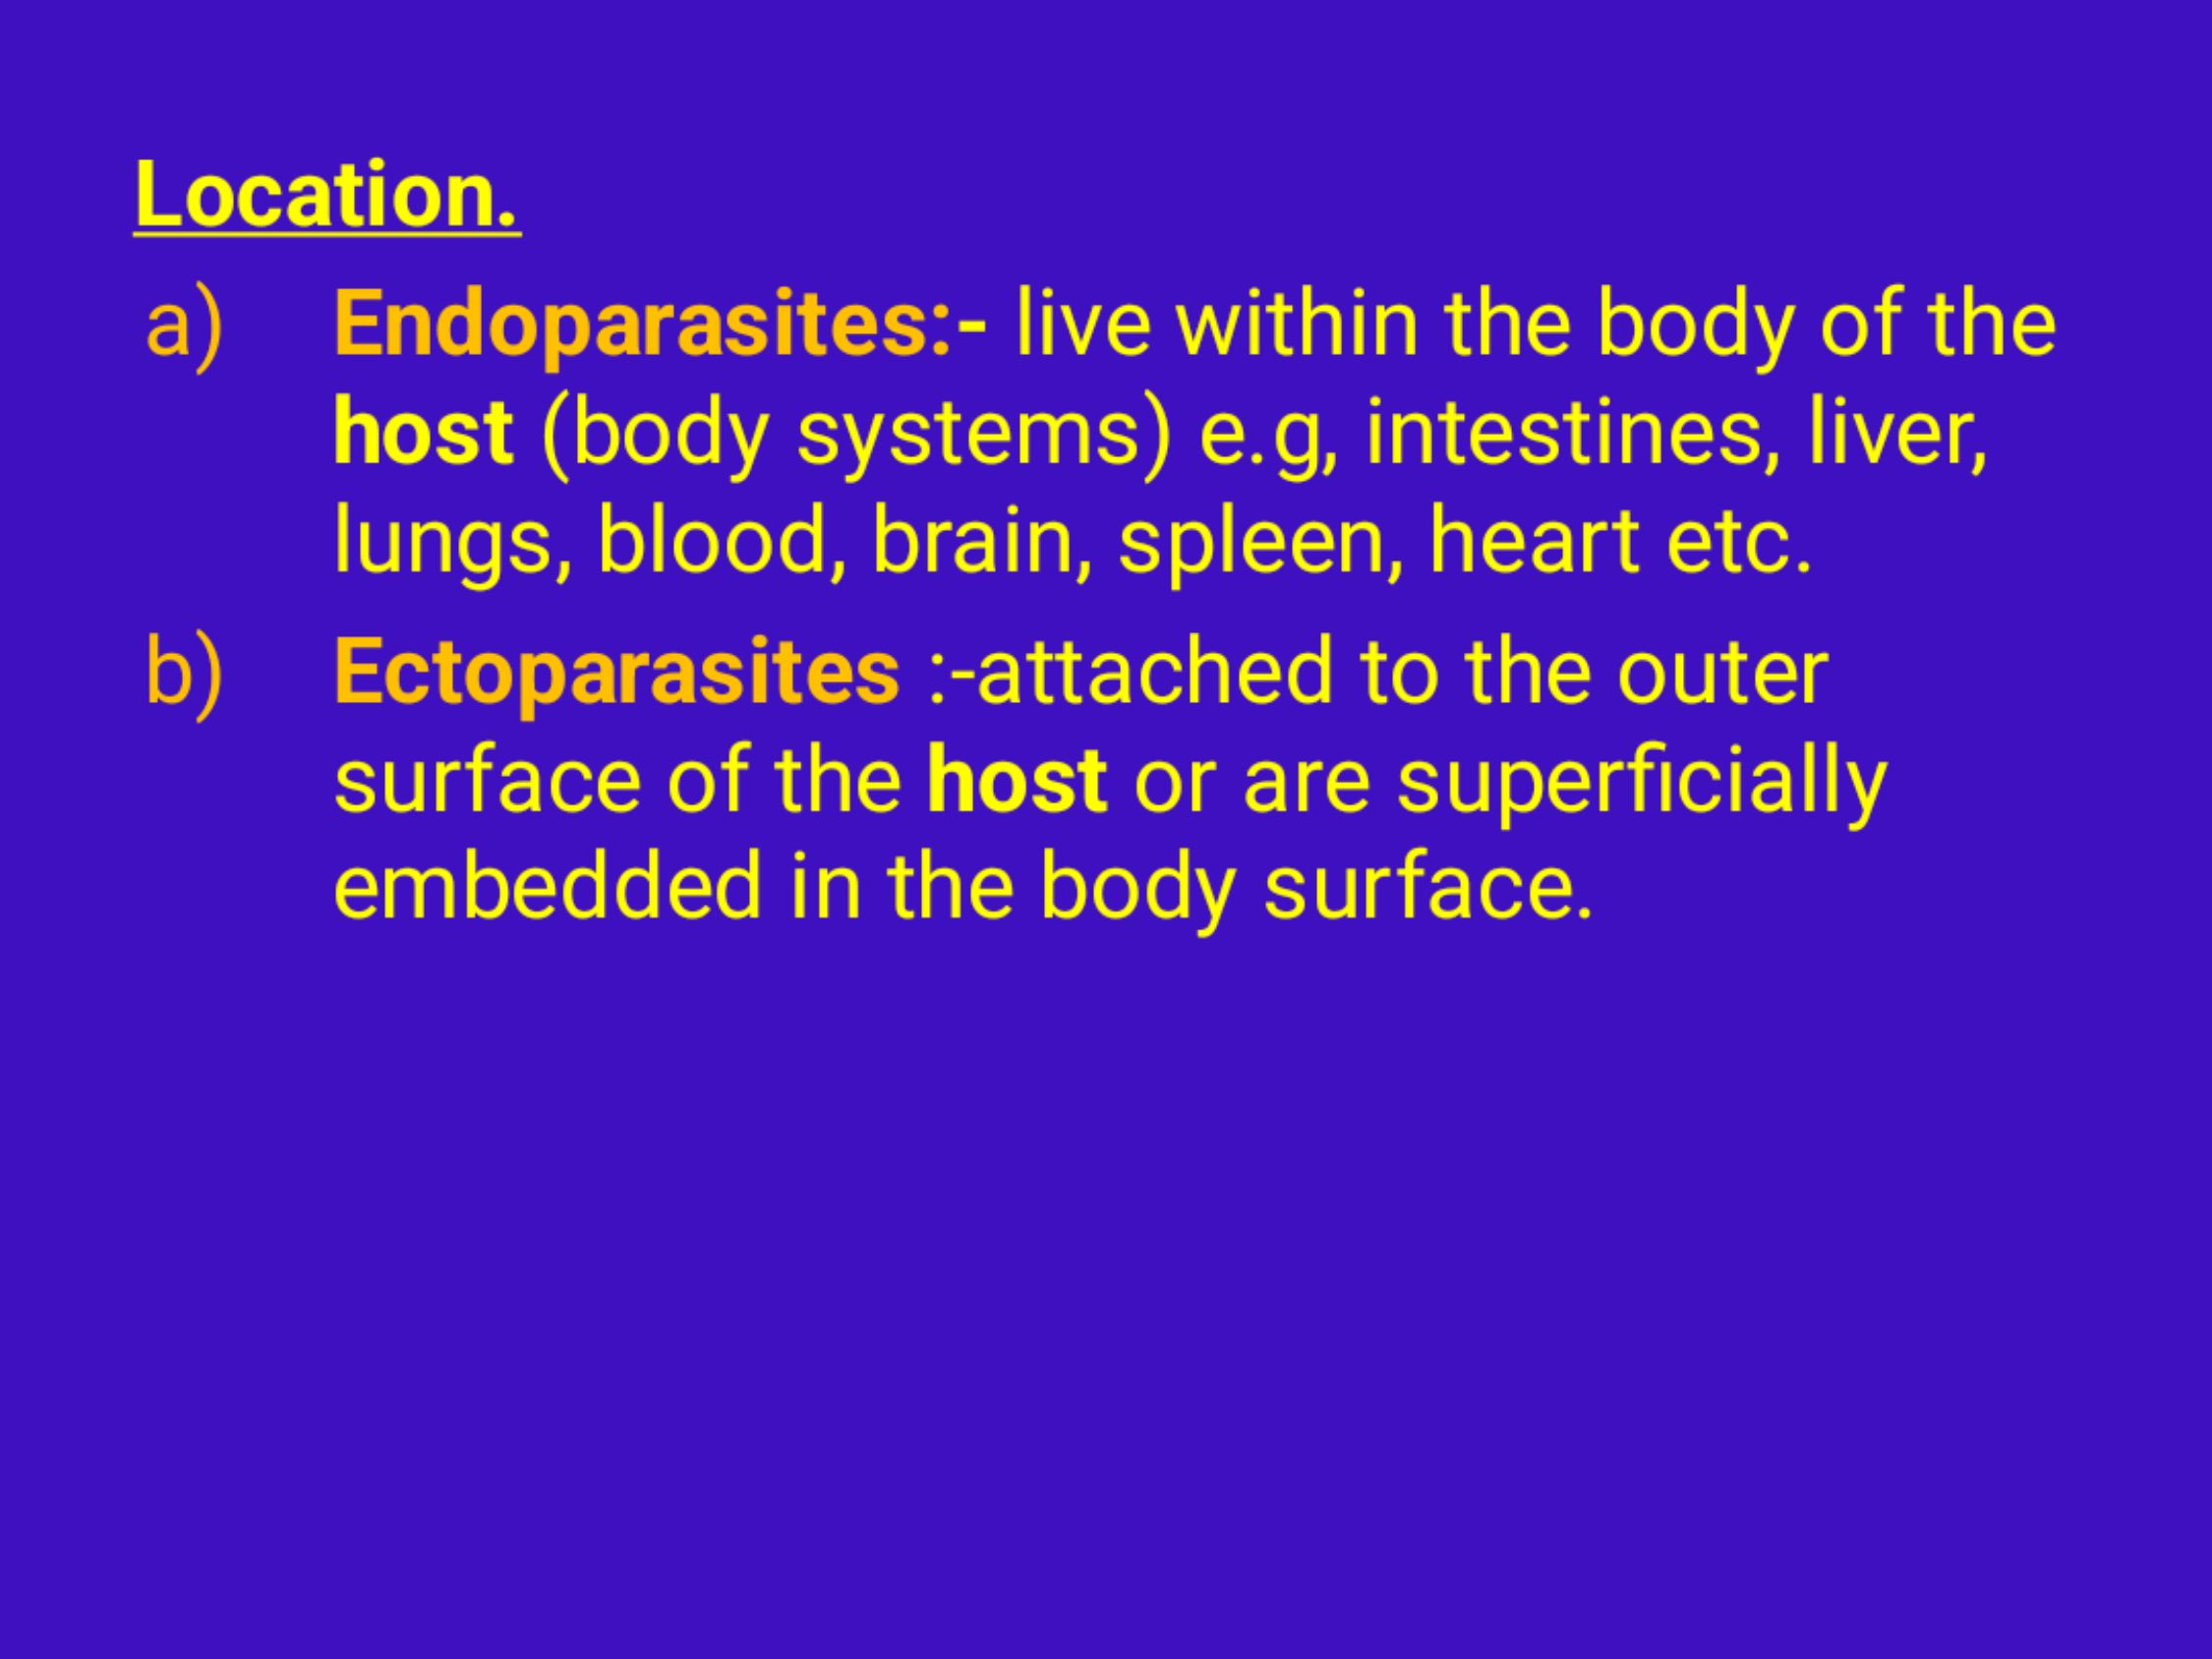 Location.
a) Endoparasites:- live within the body of the
host (body systems) e.g, intestines, liver,
lungs, blood, brain, spleen, heart etc.
b) Ectoparasites :-attached to the outer
surface of the host or are superficially
embedded in the body surface.